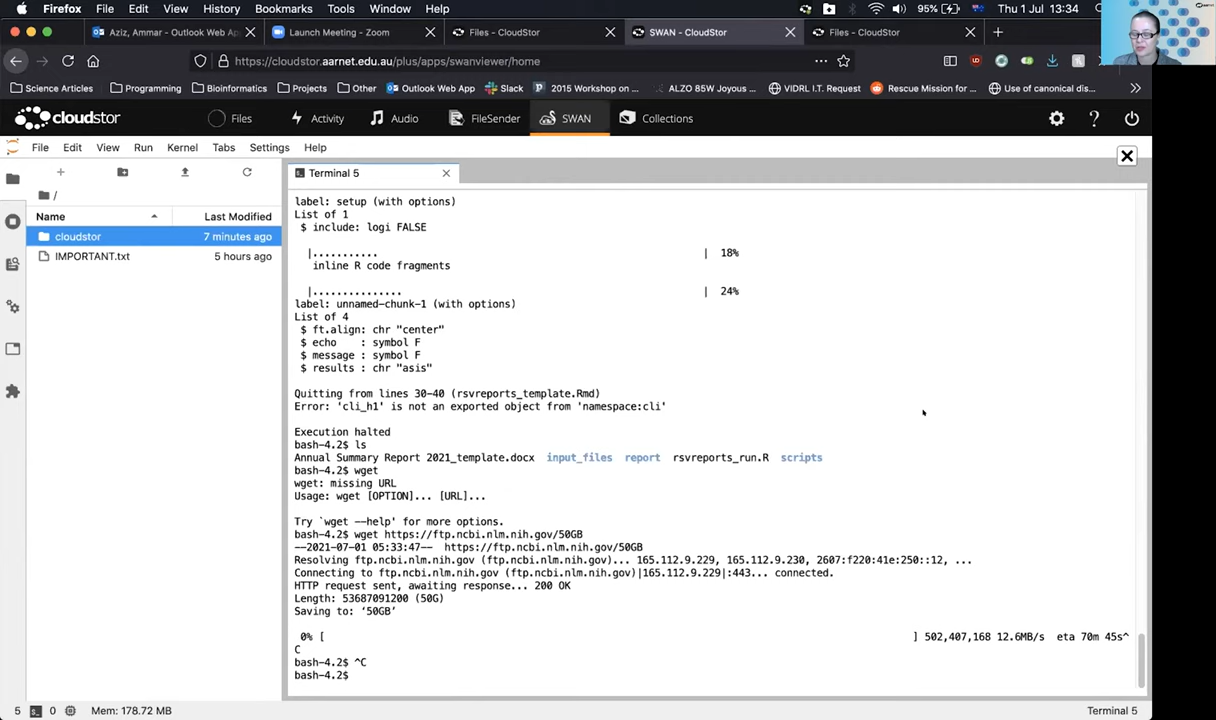 Firefox File Edit View History Bookmarks Tools Window Help 95% Thu 1 Jul 13:34
Aziz, Ammar - Outlook Web Ap
Launch Meeting - Zoom
Files - CloudStor
SWAN - CloudStor
Files - CloudStor
https://cloudstor.aarnet.edu.au/plus/apps/swanviewer/home
Science Articles Programming Bioinformatics Projects Other Outlook Web App Slack 2015 Workshop on ... ALZO 85W Joyous ... VIDRL I.T. Request Rescue Mission for ... Use of canonical dis...
cloudstor Files Activity Audio FileSender SWAN Collections
File Edit View Run Kernel Tabs Settings Help
Terminal 5
/
Name Last Modified
cloudstor 7 minutes ago
IMPORTANT.txt 5 hours ago
label: setup (with options)
List of 1
$ include: logi FALSE
|........... | 18%
inline R code fragments
|............... | 24%
label: unnamed-chunk-1 (with options)
List of 4
$ ft.align: chr "center"
$ echo : symbol F
$ message : symbol F
$ results : chr "asis"
Quitting from lines 30-40 (rsvreports_template.Rmd)
Error: 'cli_h1' is not an exported object from 'namespace:cli'
Execution halted
bash-4.2$ ls
Annual Summary Report 2021_template.docx input_files report rsvreports_run.R scripts
bash-4.2$ wget
wget: missing URL
Usage: wget [OPTION]... [URL]...
Try `wget --help' for more options.
bash-4.2$ wget https://ftp.ncbi.nlm.nih.gov/50GB
--2021-07-01 05:33:47-- https://ftp.ncbi.nlm.nih.gov/50GB
Resolving ftp.ncbi.nlm.nih.gov (ftp.ncbi.nlm.nih.gov)... 165.112.9.229, 165.112.9.230, 2607:f220:41e:250::12, ...
Connecting to ftp.ncbi.nlm.nih.gov (ftp.ncbi.nlm.nih.gov)|165.112.9.229|:443... connected.
HTTP request sent, awaiting response... 200 OK
Length: 53687091200 (50G)
Saving to: ‘50GB’
0% [ ] 502,407,168 12.6MB/s eta 70m 45s^
C
bash-4.2$ ^C
bash-4.2$
5 0 Mem: 178.72 MB Terminal 5